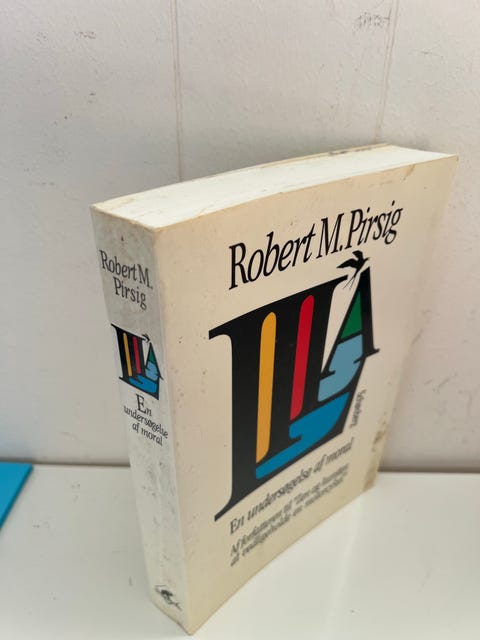 Robert M.
Pirsig
LILA
En
undersøgelse
af moral
Robert M. Pirsig
LILA
Schønberg
En undersøgelse af moral
Af forfatteren til "Zen og kunsten
at vedligeholde en motorcykel"